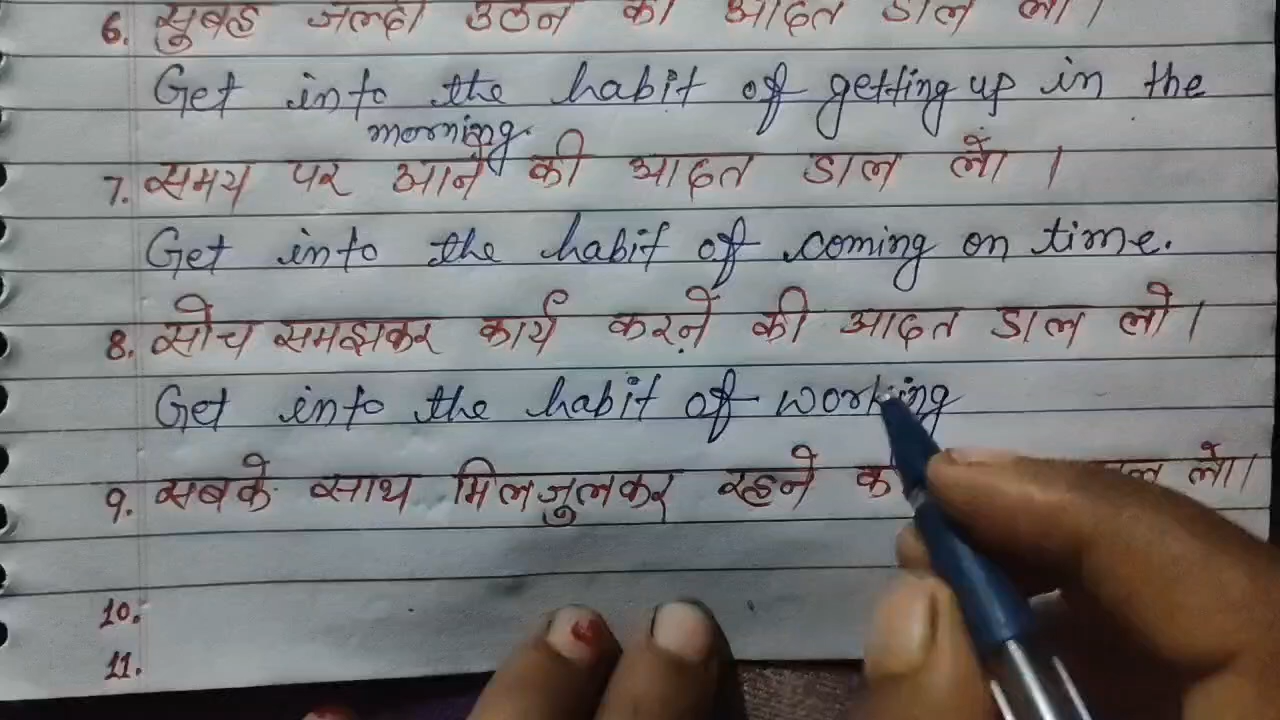 6. सुबह जल्दी उठने की आदत डाल लो।
Get into the habit of getting up in the
morning.
7. समय पर आने की आदत डाल लो।
Get into the habit of coming on time.
8. सोच समझकर कार्य करने की आदत डाल लो।
Get into the habit of working
9. सबके साथ मिलजुलकर रहने लो।
10.
11.